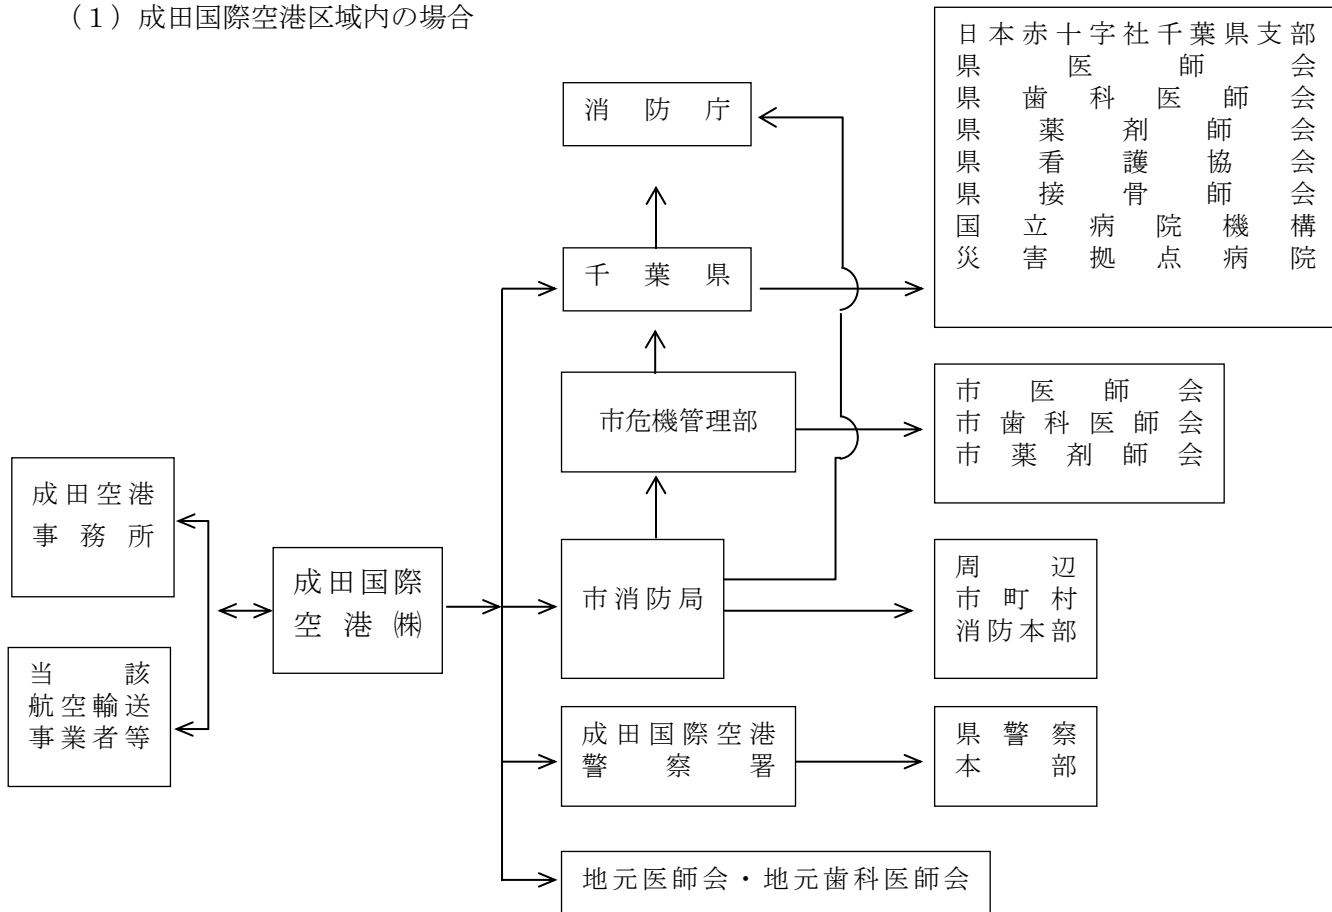 （１）成田国際空港区域内の場合
日本赤十字社千葉県支部
県医師会
県歯科医師会
県薬剤師会
県看護協会
県接骨師会
国立病院機構
災害拠点病院
消防庁
千葉県
市危機管理部
市医師会
市歯科医師会
市薬剤師会
成田空港
事務所
成田国際
空港㈱
市消防局
周辺
市町村
消防本部
当該
航空輸送
事業者等
成田国際空港
警察署
県警察
本部
地元医師会・地元歯科医師会